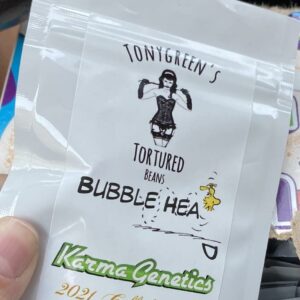 TONYGREEN'S
TORTURED
BEANS
BUBBLE HEA
D
Karma Genetics
2021